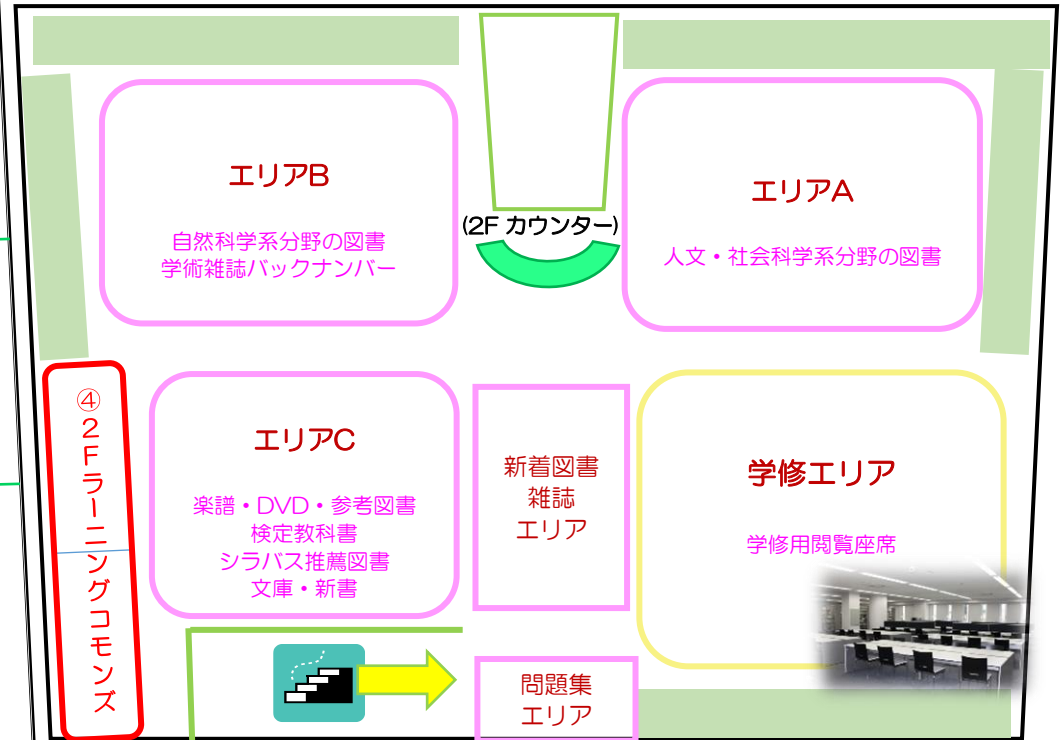 エリアB
自然科学系分野の図書
学術雑誌バックナンバー
(2F カウンター)
エリアA
人文・社会科学系分野の図書
④2Fラーニングコモンズ
エリアC
楽譜・DVD・参考図書
検定教科書
シラバス推薦図書
文庫・新書
新着図書
雑誌
エリア
学修エリア
学修用閲覧座席
問題集
エリア